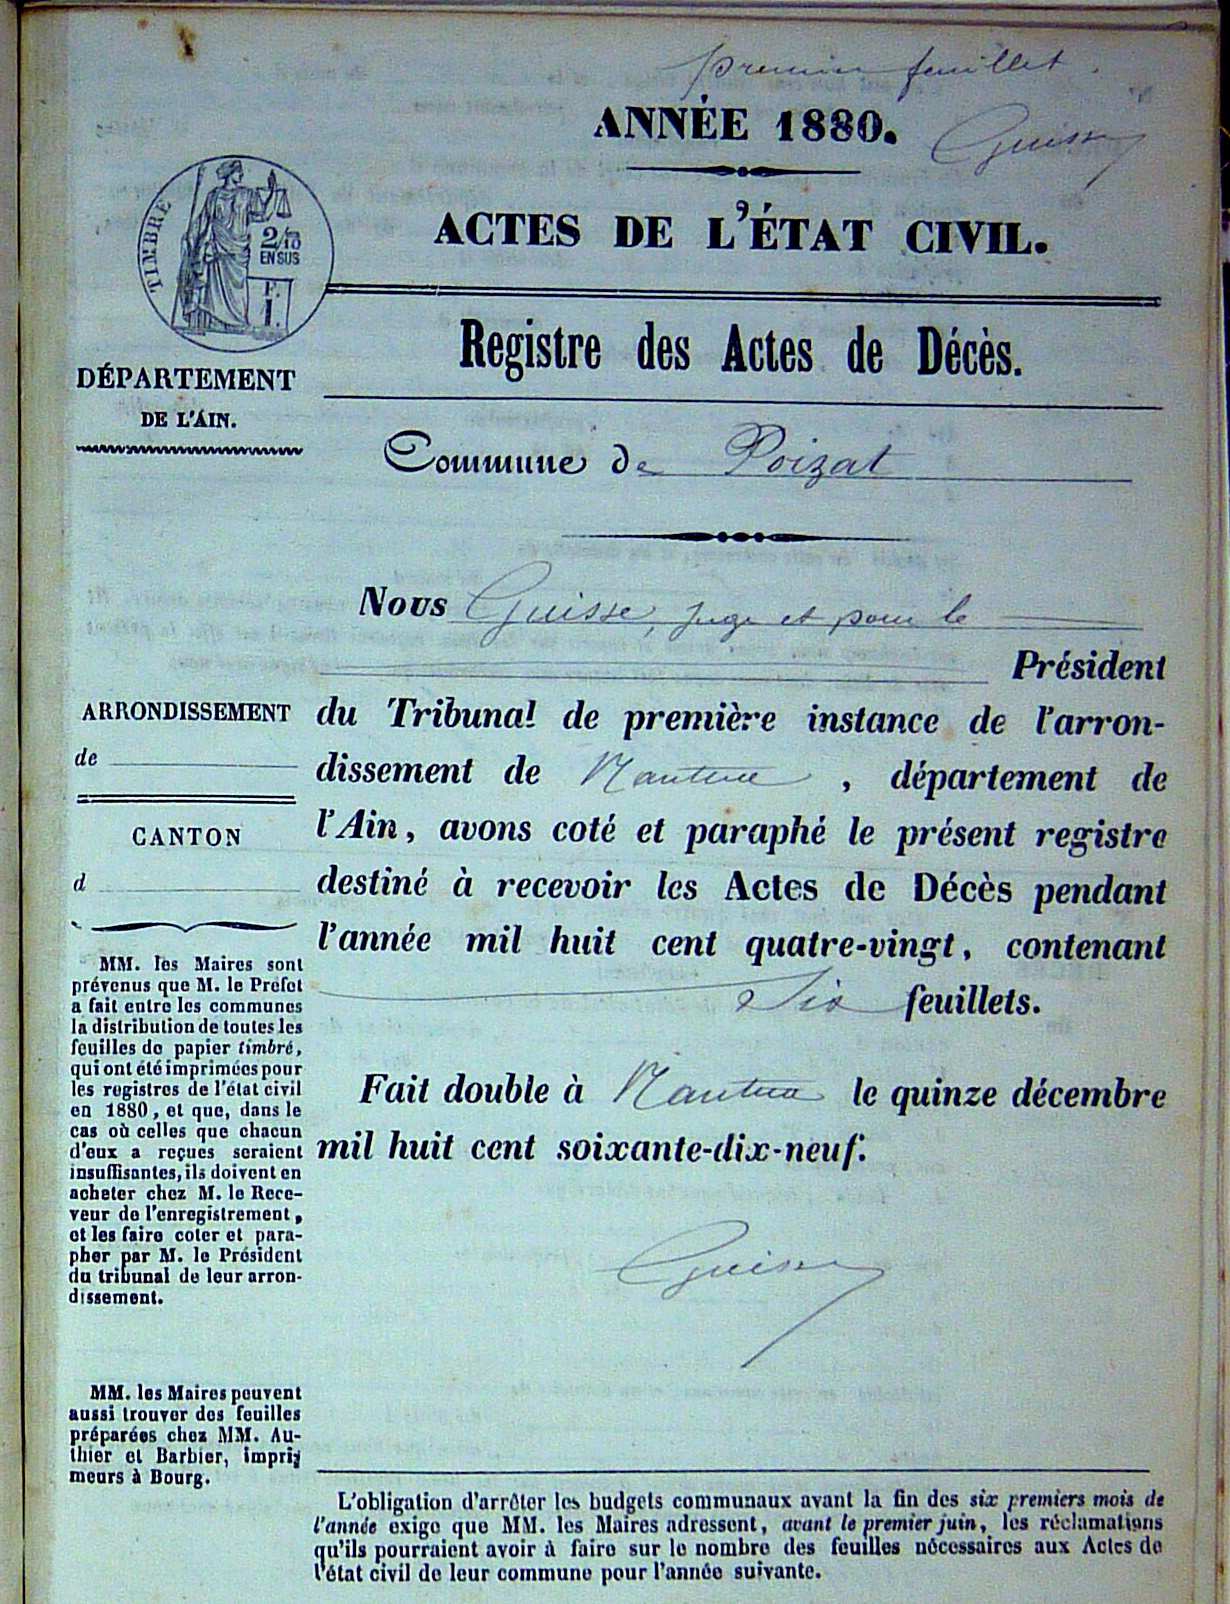 premier feuillet.
ANNÉE 1880.
Guisse
TIMBRE
2/10
EN SUS
F.
1.
ACTES DE L'ÉTAT CIVIL.
DÉPARTEMENT
DE L'ÁIN.
Registre des Actes de Décès.
Commune de Poizat
Nous Guisse, juge et pour le
Président
du Tribunal de première instance de l'arron-
dissement de Nantua, département de
l'Ain, avons coté et paraphé le présent registre
destiné à recevoir les Actes de Décès pendant
l'année mil huit cent quatre-vingt, contenant
Six feuillets.
Fait double à Nantua le quinze décembre
mil huit cent soixante-dix-neuf.
Guisse
ARRONDISSEMENT
de
CANTON
d
MM. les Maires sont
prévenus que M. le Préfet
a fait entre les communes
la distribution de toutes les
feuilles de papier timbré,
qui ont été imprimées pour
les registres de l'état civil
en 1880, et que, dans le
cas où celles que chacun
d'eux a reçues seraient
insuffisantes, ils doivent en
acheter chez M. le Rece-
veur de l'enregistrement,
et les faire coter et para-
pher par M. le Président
du tribunal de leur arron-
dissement.
MM. les Maires peuvent
aussi trouver des feuilles
préparées chez MM. Au-
thier et Barbier, impri-
meurs à Bourg.
L'obligation d'arrêter les budgets communaux avant la fin des six premiers mois de
l'année exige que MM. les Maires adressent, avant le premier juin, les réclamations
qu'ils pourraient avoir à faire sur le nombre des feuilles nécessaires aux Actes de
l'état civil de leur commune pour l'année suivante.